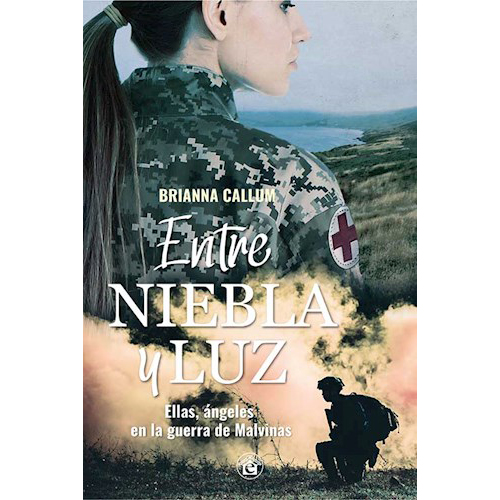 BRIANNA CALLUM
Entre
NIEBLA
y LUZ
Ellas, ángeles
en la guerra de Malvinas